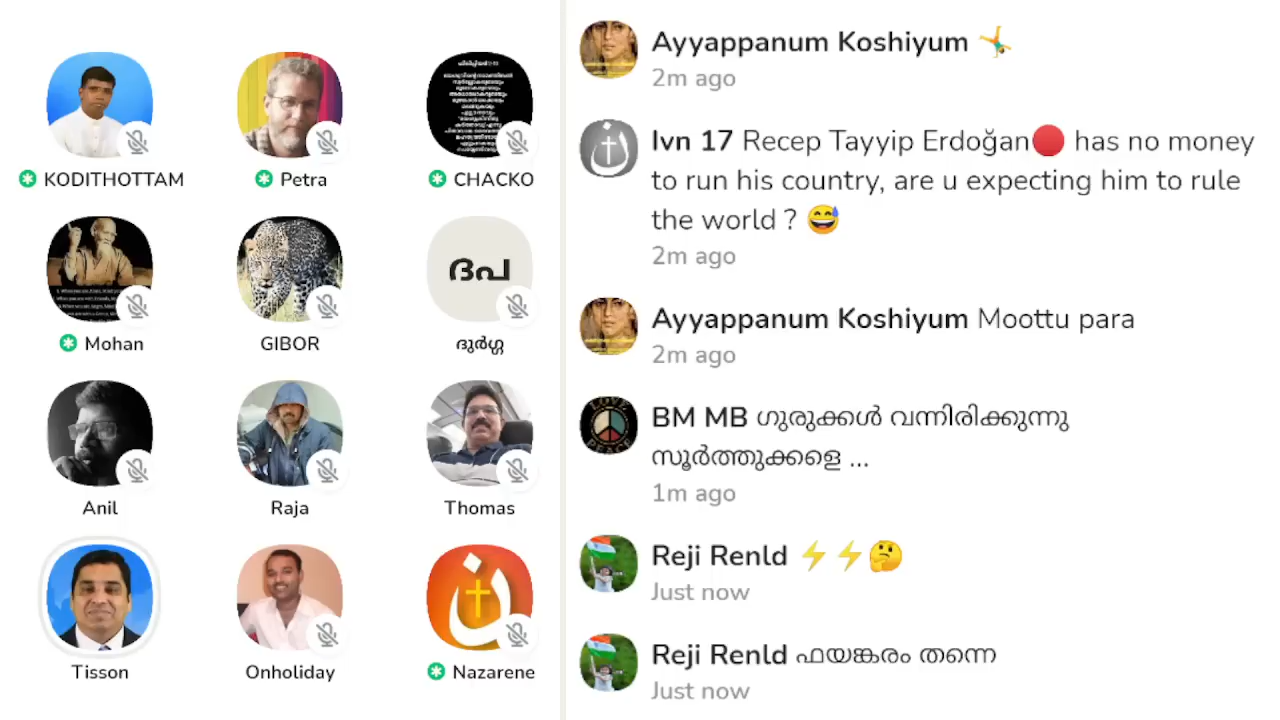 KODITHOTTAM
Petra
CHACKO
Mohan
GIBOR
ദപ
ദുർഗ്ഗ
Anil
Raja
Thomas
Tisson
Onholiday
Nazarene
Ayyappanum Koshiyum 🤸‍♂️
2m ago
Ivn 17 Recep Tayyip Erdoğan🔴 has no money
to run his country, are u expecting him to rule
the world ? 😅
2m ago
Ayyappanum Koshiyum Moottu para
2m ago
LOVE
PEACE
BM MB ഗുരുക്കൾ വന്നിരിക്കുന്നു
സൂർത്തുക്കളെ ...
1m ago
Reji Renld ⚡⚡🤔
Just now
Reji Renld ഫയങ്കരം തന്നെ
Just now